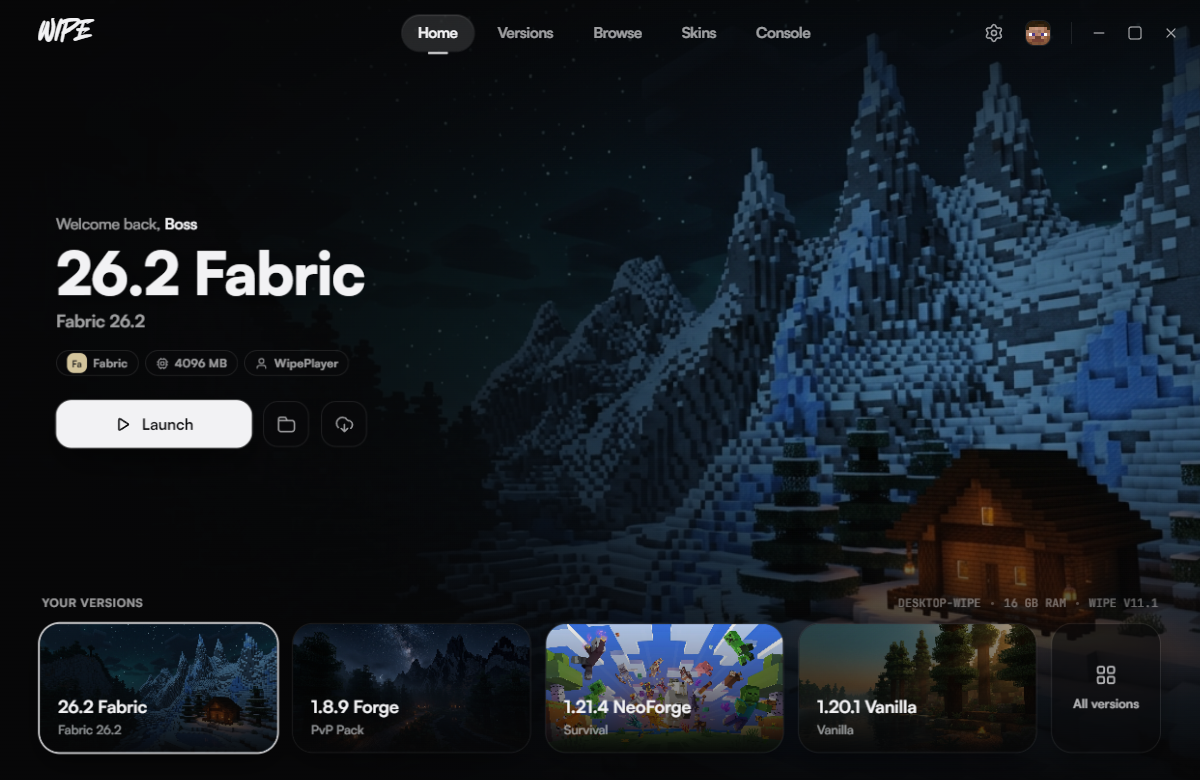 WIPE
Home
Versions
Browse
Skins
Console
Welcome back, Boss
26.2 Fabric
Fabric 26.2
Fa Fabric
4096 MB
WipePlayer
Launch
YOUR VERSIONS
DESKTOP-WIPE · 16 GB RAM · WIPE V11.1
26.2 Fabric
Fabric 26.2
1.8.9 Forge
PvP Pack
1.21.4 NeoForge
Survival
1.20.1 Vanilla
Vanilla
All versions